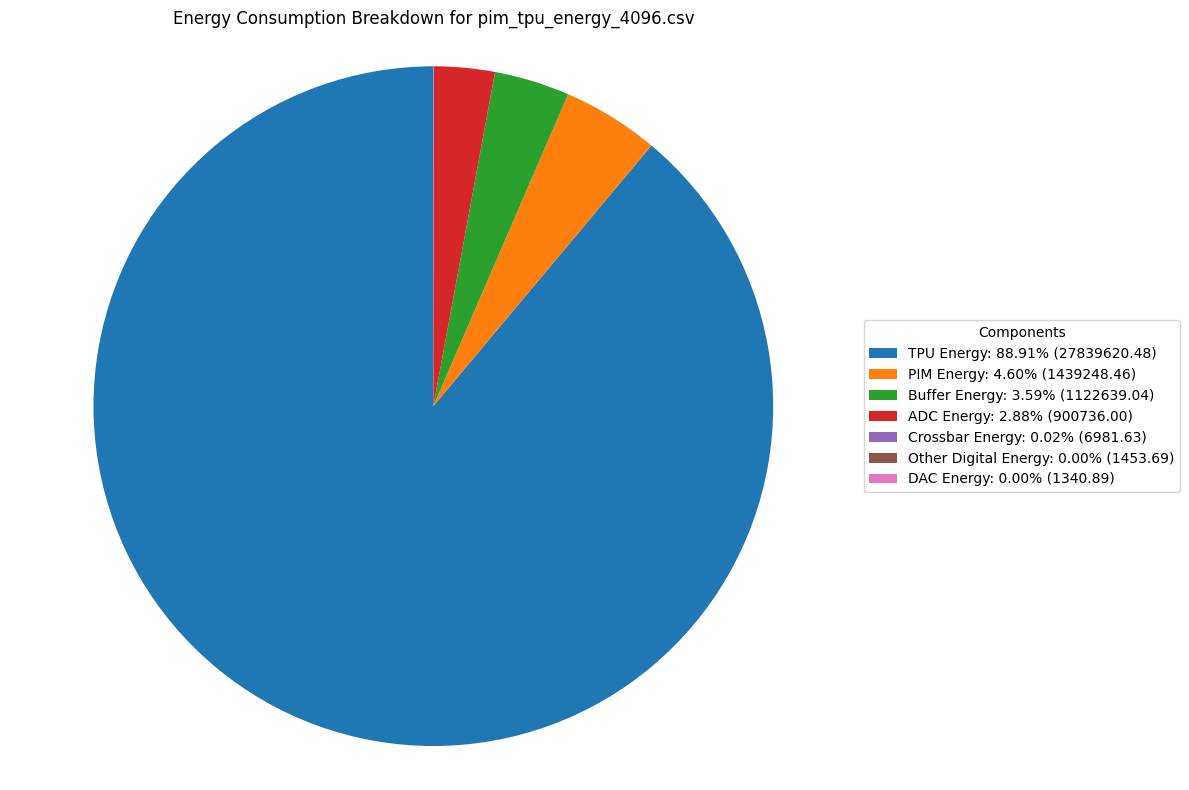 Energy Consumption Breakdown for pim_tpu_energy_4096.csv
Components
TPU Energy: 88.91% (27839620.48)
PIM Energy: 4.60% (1439248.46)
Buffer Energy: 3.59% (1122639.04)
ADC Energy: 2.88% (900736.00)
Crossbar Energy: 0.02% (6981.63)
Other Digital Energy: 0.00% (1453.69)
DAC Energy: 0.00% (1340.89)